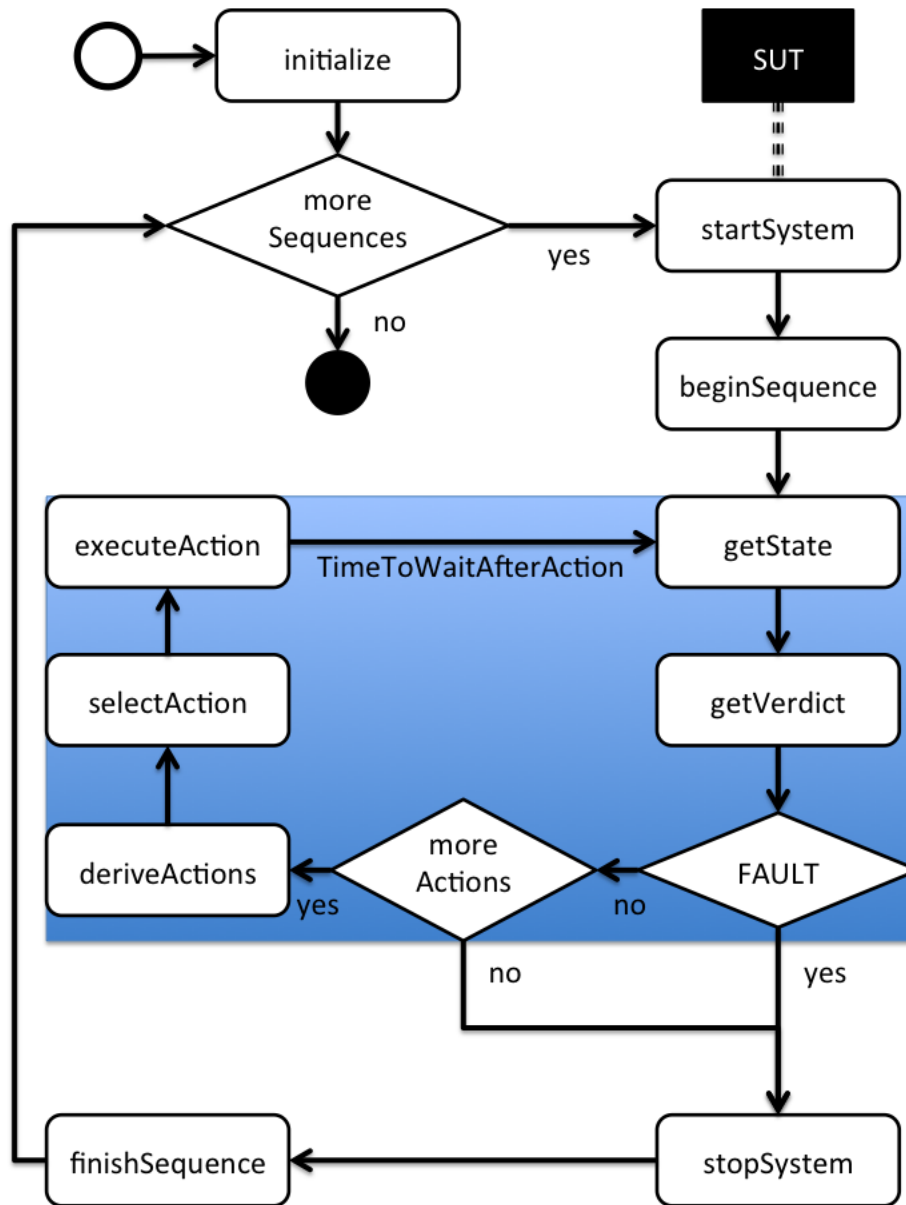 initialize
SUT
more
Sequences
yes
startSystem
no
beginSequence
executeAction
TimeToWaitAfterAction
getState
selectAction
getVerdict
deriveActions
yes
more
Actions
no
FAULT
no
yes
finishSequence
stopSystem